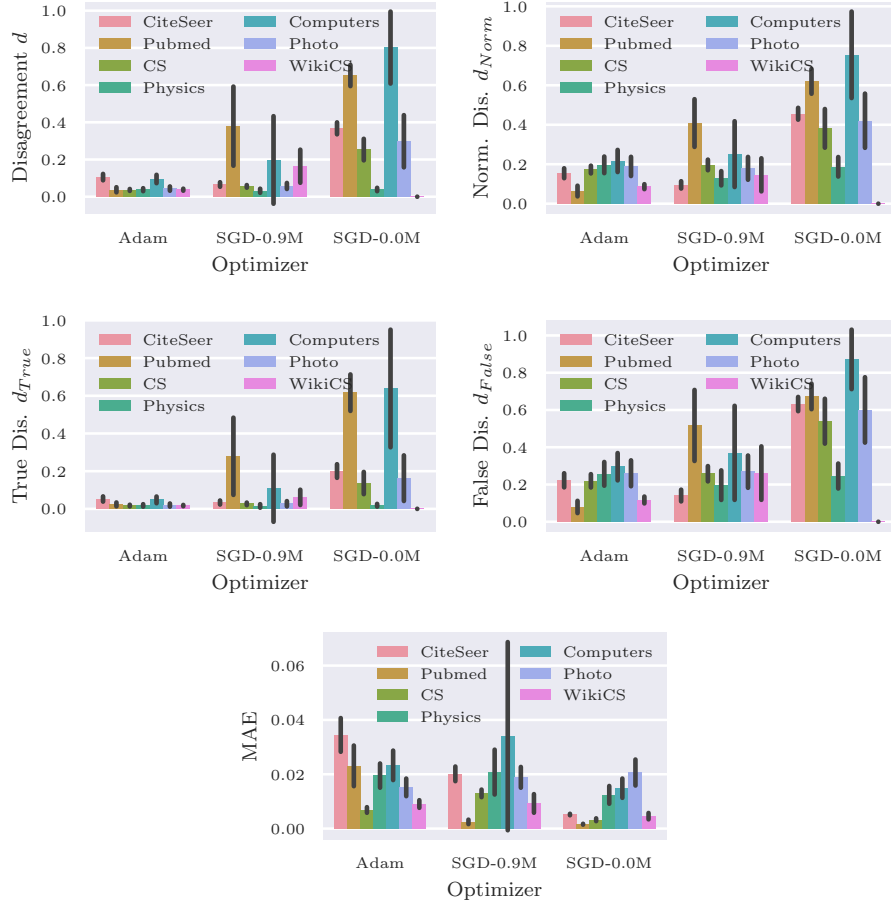 Disagreement d
1.0
0.8
0.6
0.4
0.2
0.0
CiteSeer
Pubmed
CS
Physics
Computers
Photo
WikiCS
Adam
SGD-0.9M
SGD-0.0M
Optimizer
Norm. Dis. d_Norm
1.0
0.8
0.6
0.4
0.2
0.0
CiteSeer
Pubmed
CS
Physics
Computers
Photo
WikiCS
Adam
SGD-0.9M
SGD-0.0M
Optimizer
True Dis. d_True
1.0
0.8
0.6
0.4
0.2
0.0
CiteSeer
Pubmed
CS
Physics
Computers
Photo
WikiCS
Adam
SGD-0.9M
SGD-0.0M
Optimizer
False Dis. d_False
1.0
0.8
0.6
0.4
0.2
0.0
CiteSeer
Pubmed
CS
Physics
Computers
Photo
WikiCS
Adam
SGD-0.9M
SGD-0.0M
Optimizer
MAE
0.06
0.04
0.02
0.00
CiteSeer
Pubmed
CS
Physics
Computers
Photo
WikiCS
Adam
SGD-0.9M
SGD-0.0M
Optimizer